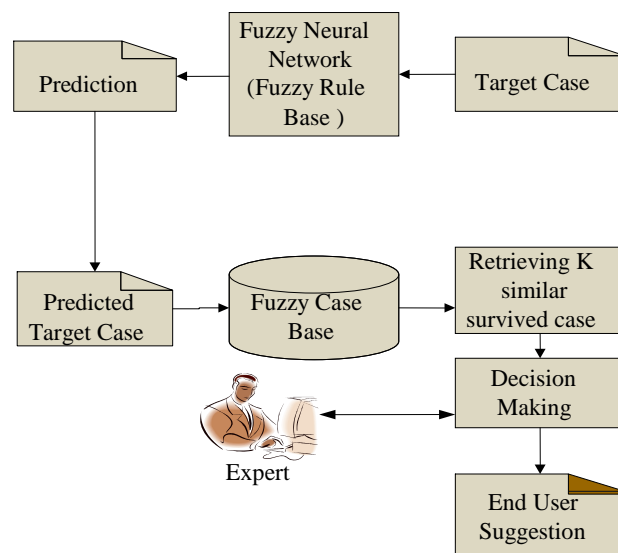 Fuzzy Neural
Network
(Fuzzy Rule
Base )
Prediction
Target Case
Predicted
Target Case
Fuzzy Case
Base
Retrieving K
similar
survived case
Decision
Making
Expert
End User
Suggestion